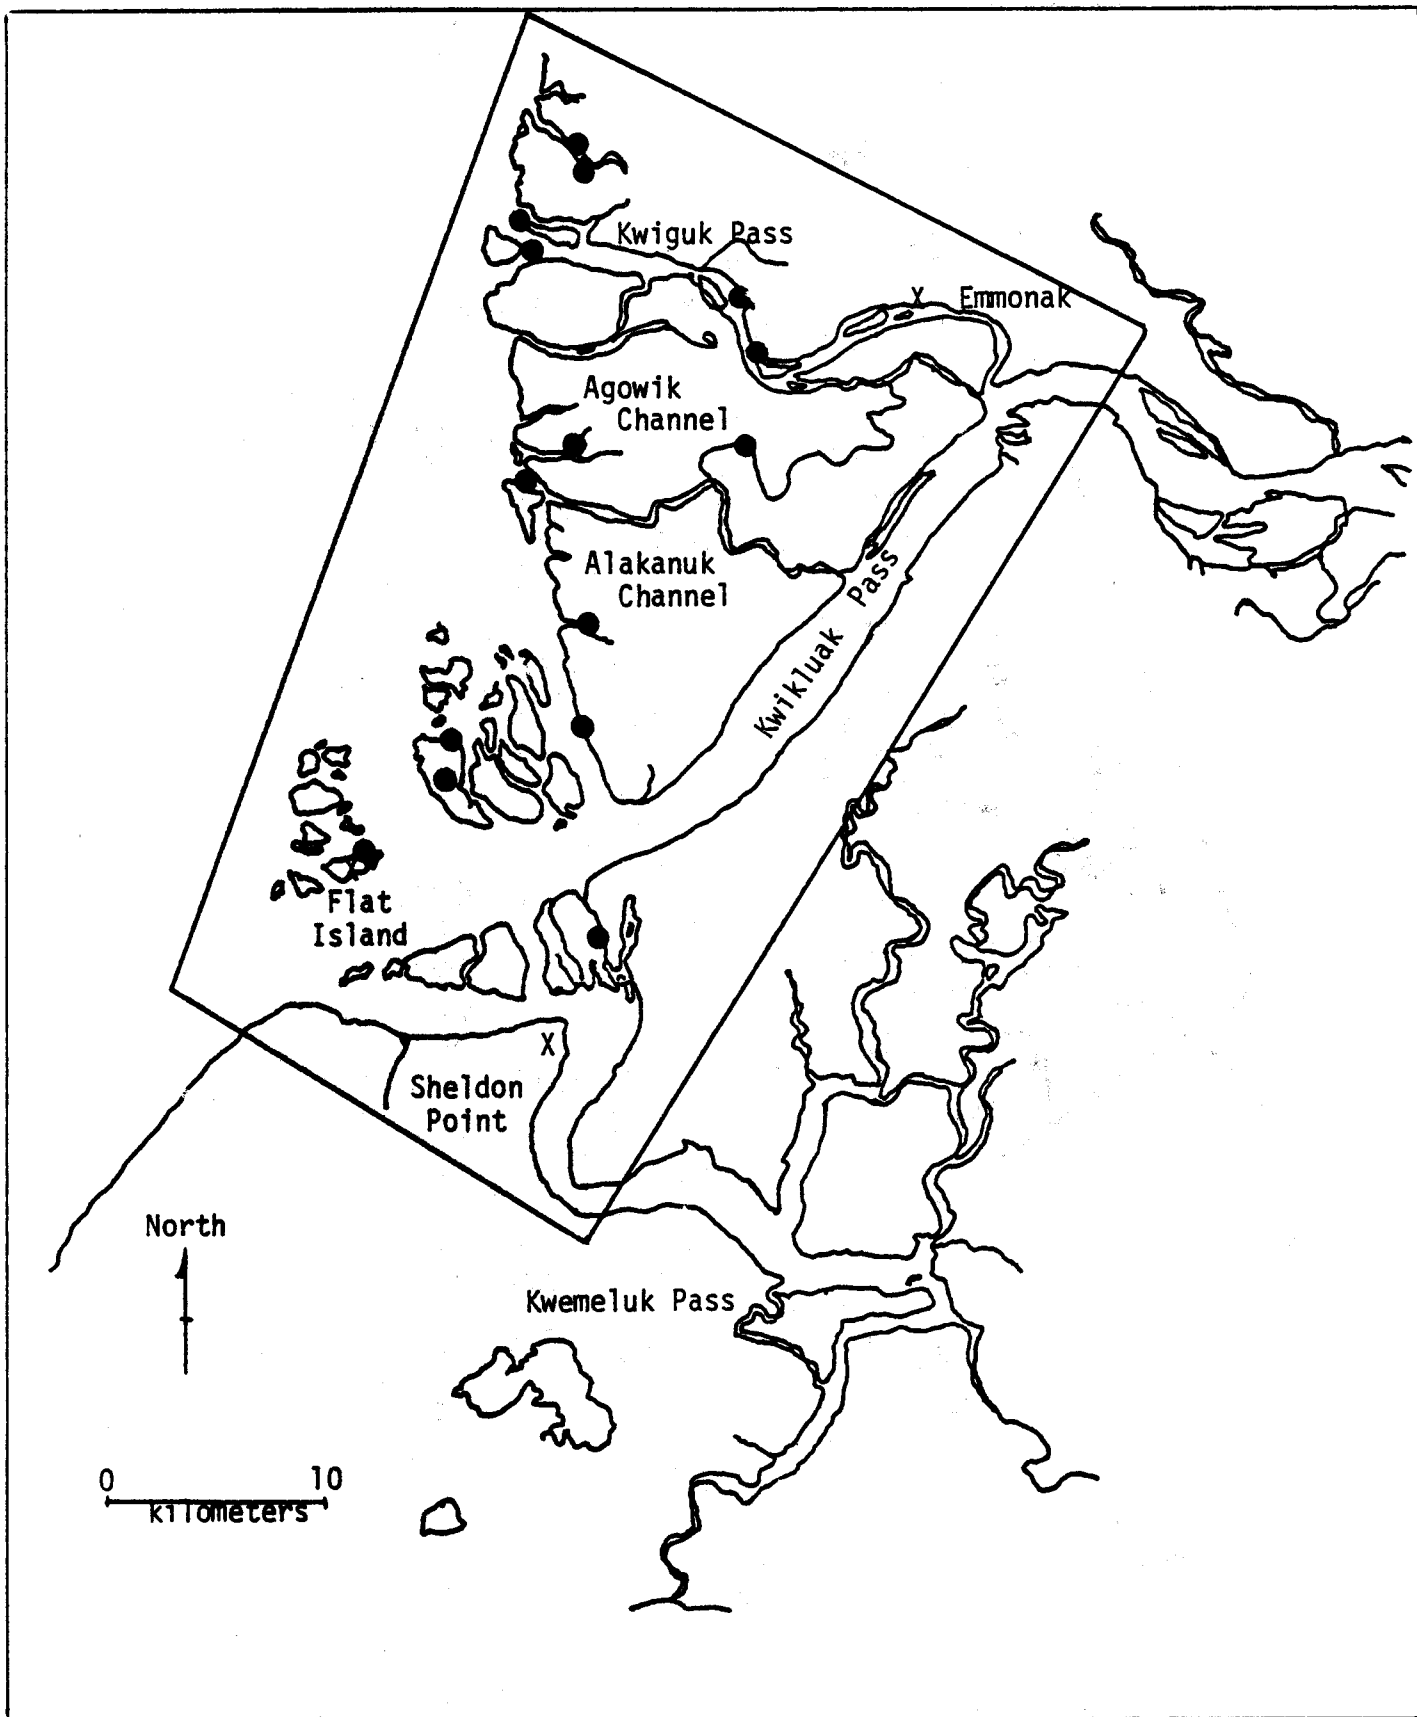 Kwiguk Pass
X Emmonak
Agowik
Channel
Alakanuk
Channel
Kwikluak Pass
Flat
Island
X
Sheldon
Point
North
Kwemeluk Pass
0 10
kilometers